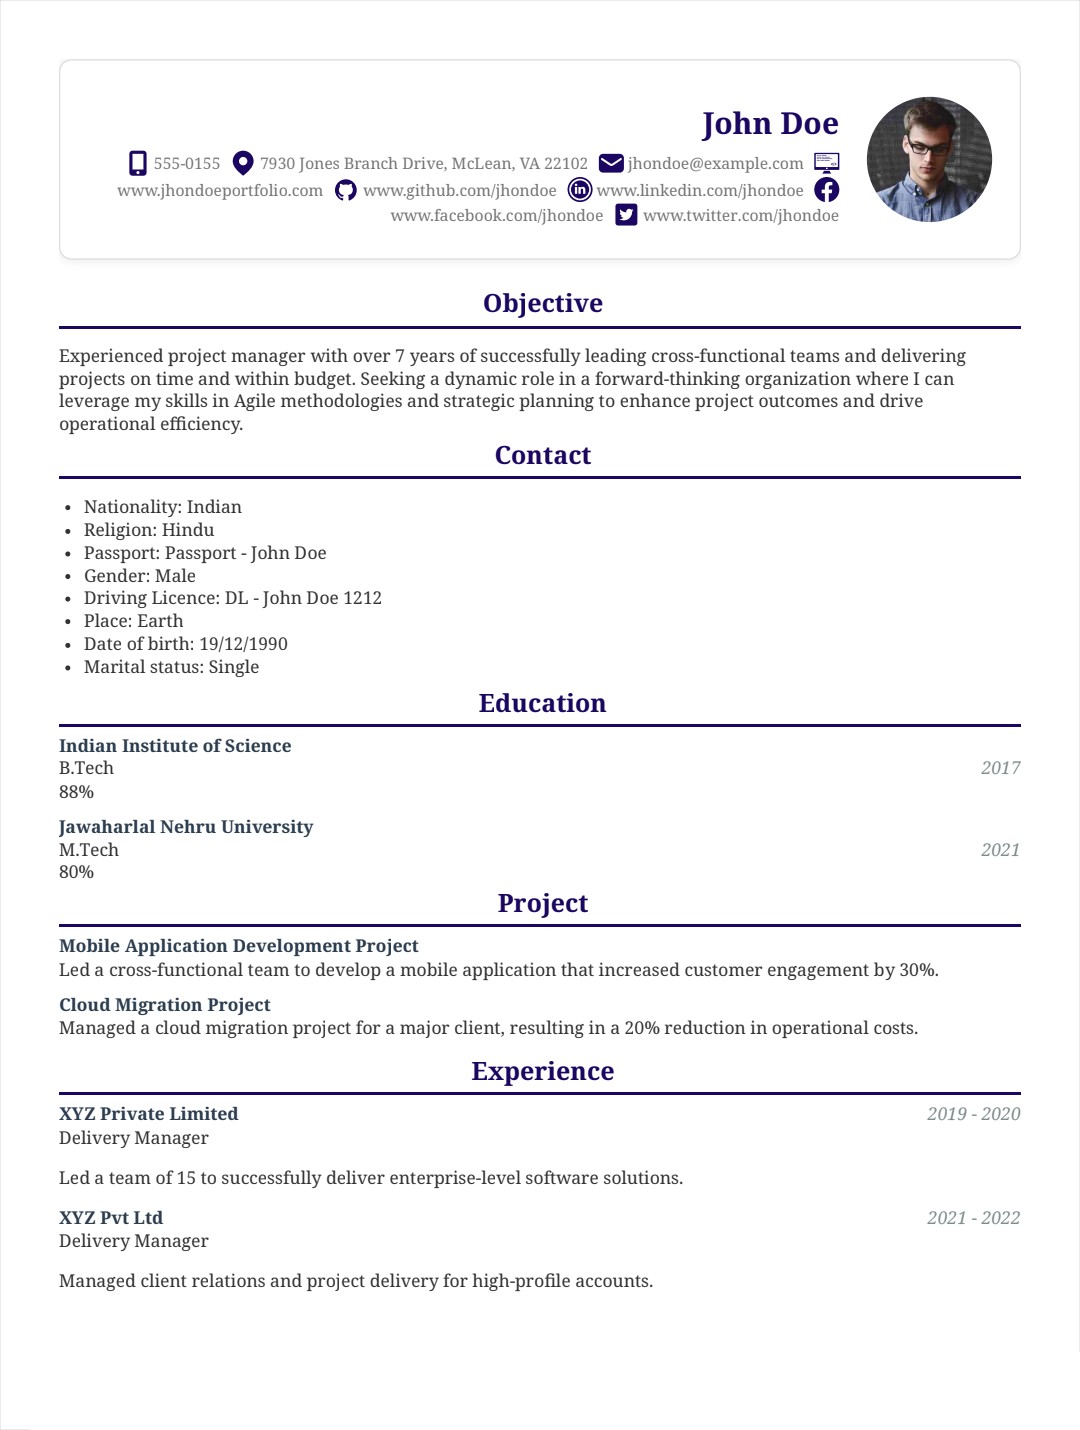 John Doe
555-0155 7930 Jones Branch Drive, McLean, VA 22102 jhondoe@example.com
www.jhondoeportfolio.com www.github.com/jhondoe www.linkedin.com/jhondoe
www.facebook.com/jhondoe www.twitter.com/jhondoe
Objective
Experienced project manager with over 7 years of successfully leading cross-functional teams and delivering
projects on time and within budget. Seeking a dynamic role in a forward-thinking organization where I can
leverage my skills in Agile methodologies and strategic planning to enhance project outcomes and drive
operational efficiency.
Contact
• Nationality: Indian
• Religion: Hindu
• Passport: Passport - John Doe
• Gender: Male
• Driving Licence: DL - John Doe 1212
• Place: Earth
• Date of birth: 19/12/1990
• Marital status: Single
Education
Indian Institute of Science
B.Tech 2017
88%
Jawaharlal Nehru University
M.Tech 2021
80%
Project
Mobile Application Development Project
Led a cross-functional team to develop a mobile application that increased customer engagement by 30%.
Cloud Migration Project
Managed a cloud migration project for a major client, resulting in a 20% reduction in operational costs.
Experience
XYZ Private Limited 2019 - 2020
Delivery Manager
Led a team of 15 to successfully deliver enterprise-level software solutions.
XYZ Pvt Ltd 2021 - 2022
Delivery Manager
Managed client relations and project delivery for high-profile accounts.